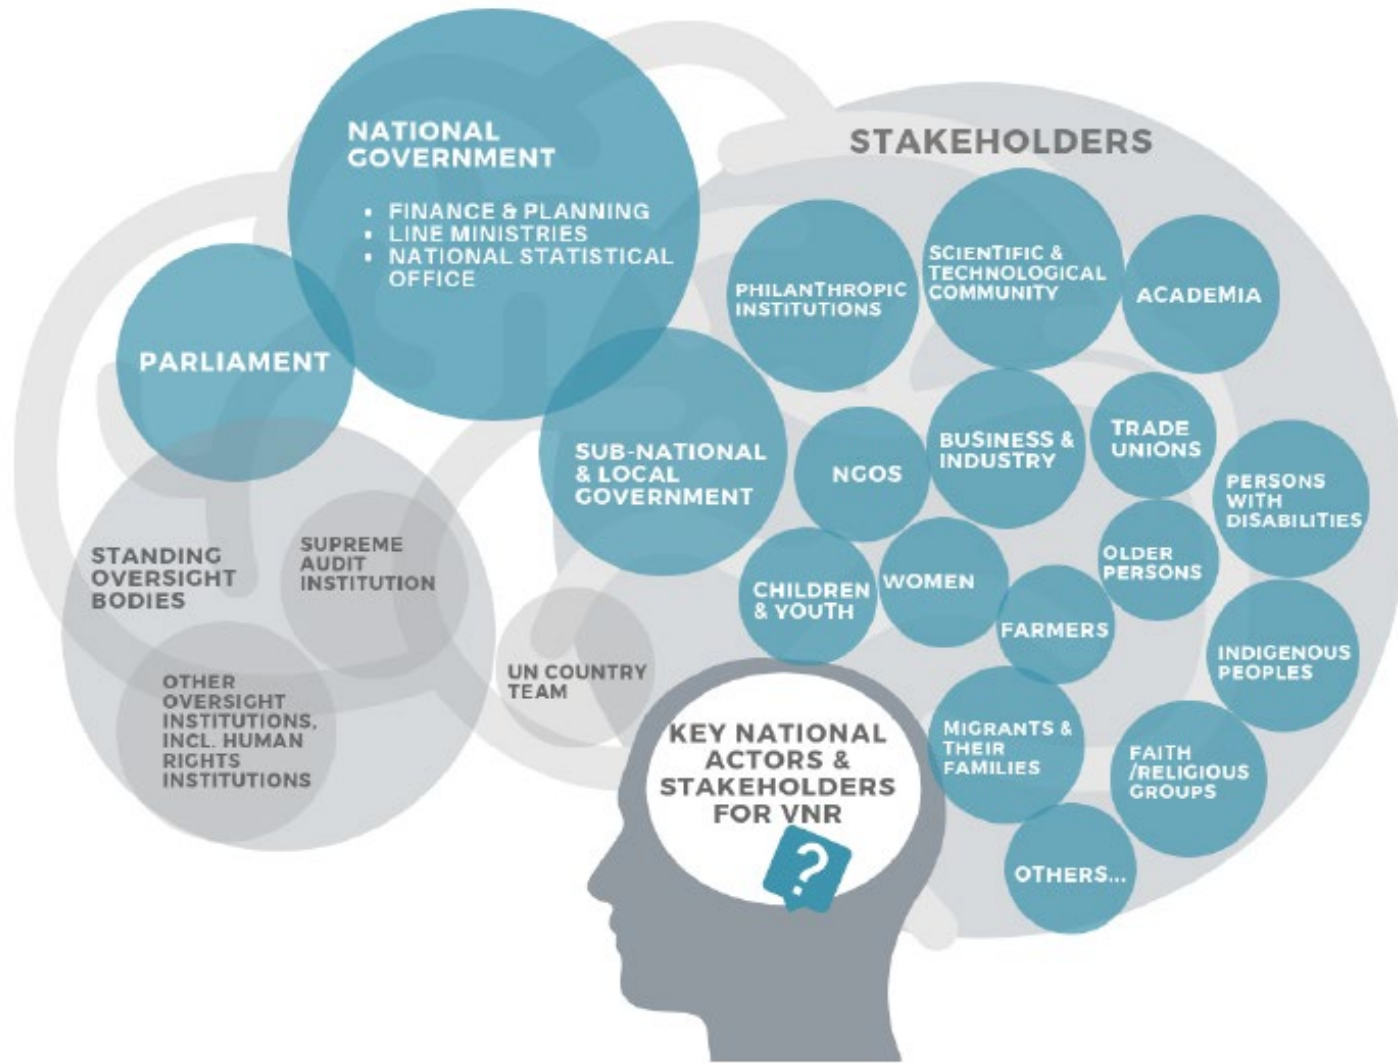 NATIONAL
GOVERNMENT
• FINANCE & PLANNING
• LINE MINISTRIES
• NATIONAL STATISTICAL
OFFICE
PARLIAMENT
SUB-NATIONAL
& LOCAL
GOVERNMENT
STANDING
OVERSIGHT
BODIES
SUPREME
AUDIT
INSTITUTION
OTHER
OVERSIGHT
INSTITUTIONS,
INCL. HUMAN
RIGHTS
INSTITUTIONS
UN COUNTRY
TEAM
STAKEHOLDERS
PHILANTHROPIC
INSTITUTIONS
SCIENTIFIC &
TECHNOLOGICAL
COMMUNITY
ACADEMIA
NGOS
BUSINESS &
INDUSTRY
TRADE
UNIONS
PERSONS
WITH
DISABILITIES
CHILDREN
& YOUTH
WOMEN
FARMERS
OLDER
PERSONS
INDIGENOUS
PEOPLES
MIGRANTS &
THEIR
FAMILIES
FAITH
/RELIGIOUS
GROUPS
OTHERS...
KEY NATIONAL
ACTORS &
STAKEHOLDERS
FOR VNR
?